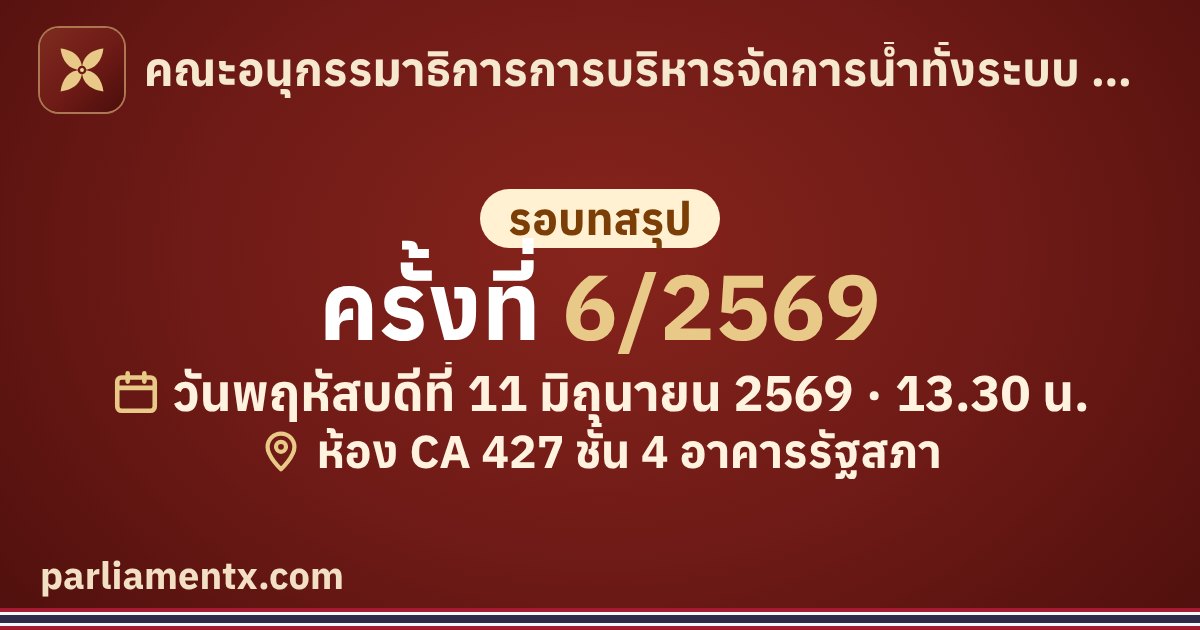 คณะอนุกรรมาธิการการบริหารจัดการน้ำทั้งระบบ ...
รอบทสรุป
ครั้งที่ 6/2569
วันพฤหัสบดีที่ 11 มิถุนายน 2569 · 13.30 น.
ห้อง CA 427 ชั้น 4 อาคารรัฐสภา
parliamentx.com